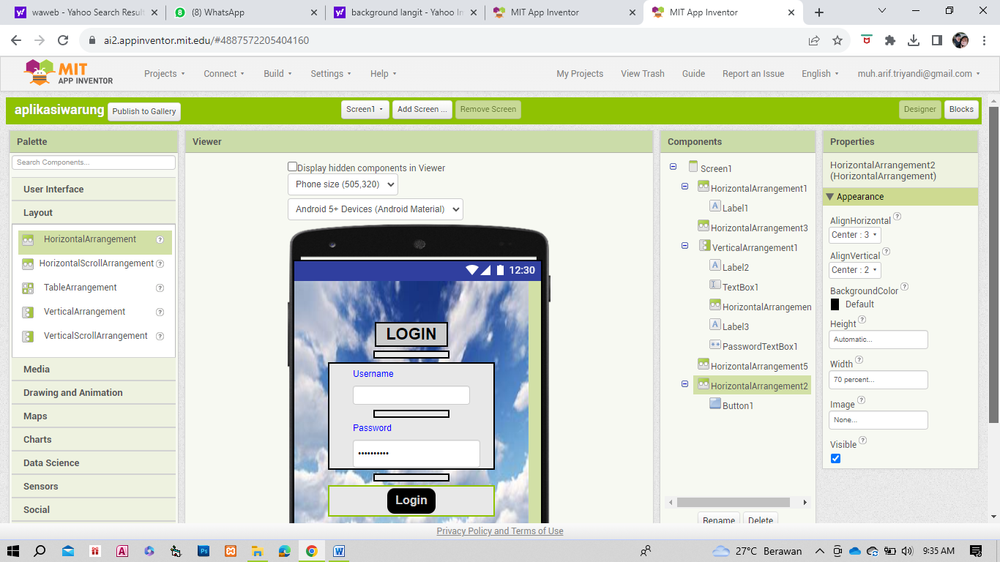 waweb - Yahoo Search Result
(8) WhatsApp
background langit - Yahoo Im
MIT App Inventor
MIT App Inventor
ai2.appinventor.mit.edu/#4887572205404160
MIT
APP INVENTOR
Projects
Connect
Build
Settings
Help
My Projects
View Trash
Guide
Report an Issue
English
muh.arif.triyandi@gmail.com
aplikasiwarung
Publish to Gallery
Screen1
Add Screen ...
Remove Screen
Designer
Blocks
Palette
Search Components...
User Interface
Layout
HorizontalArrangement
HorizontalScrollArrangement
TableArrangement
VerticalArrangement
VerticalScrollArrangement
Media
Drawing and Animation
Maps
Charts
Data Science
Sensors
Social
Viewer
Display hidden components in Viewer
Phone size (505,320)
Android 5+ Devices (Android Material)
12:30
LOGIN
Username
Password
Login
Components
Screen1
HorizontalArrangement1
Label1
HorizontalArrangement3
VerticalArrangement1
Label2
TextBox1
HorizontalArrangemen
Label3
PasswordTextBox1
HorizontalArrangement5
HorizontalArrangement2
Button1
Rename
Delete
Properties
HorizontalArrangement2
(HorizontalArrangement)
Appearance
AlignHorizontal
Center : 3
AlignVertical
Center : 2
BackgroundColor
Default
Height
Automatic...
Width
70 percent...
Image
None...
Visible
Privacy Policy and Terms of Use
27°C Berawan
9:35 AM